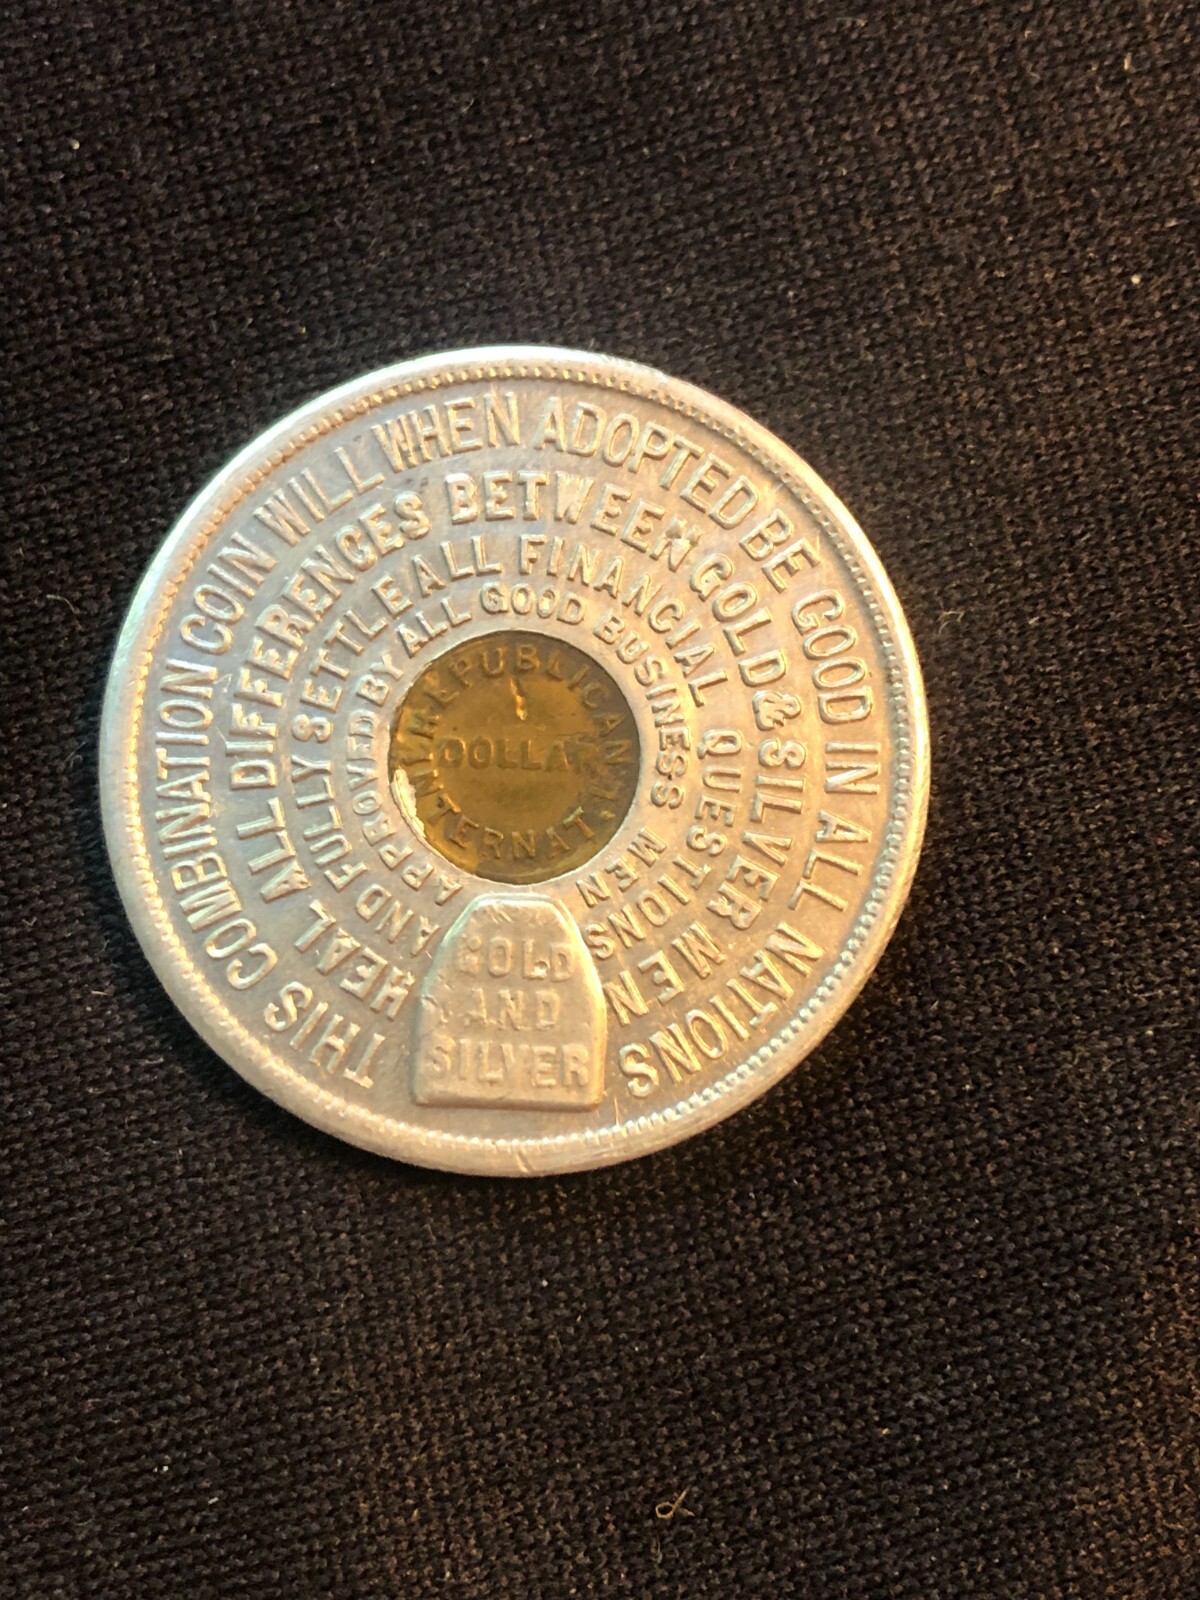 THIS COMBINATION COIN WILL WHEN ADOPTED BE GOOD IN ALL NATIONS
HEAL ALL DIFFERENCES BETWEEN GOLD & SILVER MEN
AND FULLY SETTLE ALL FINANCIAL QUESTIONS
APPROVED BY ALL GOOD BUSINESS MEN
REPUBLICAN
1
DOLLAR
INTERNAT.
GOLD
AND
SILVER